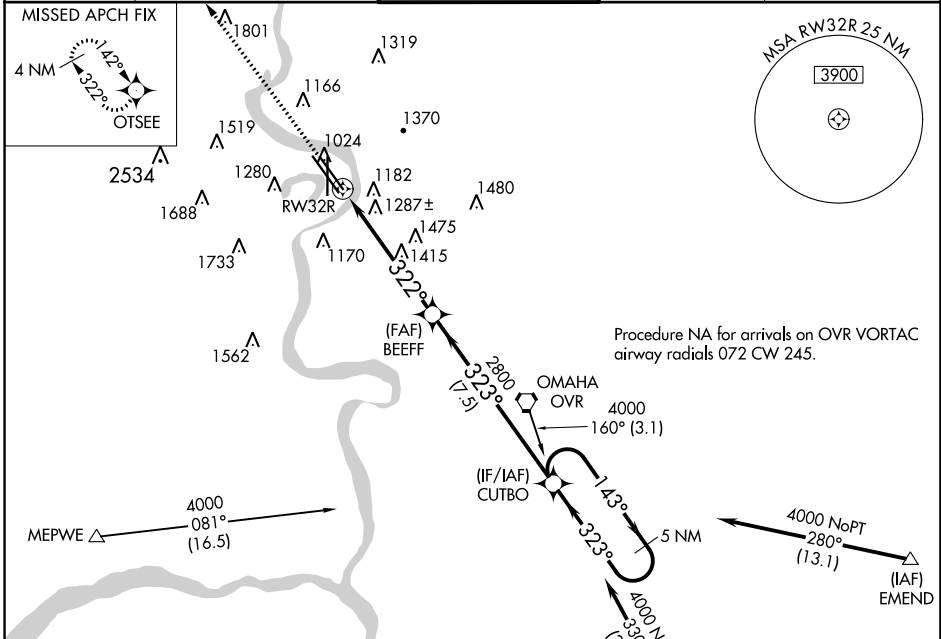 MISSED APCH FIX
4 NM
142°
322°
OTSEE
1801
1319
1166
1370
1519
1024
2534
1280
1182
1480
RW32R
1287±
1688
1475
1733
1170
1415
322°
MSA RW32R 25 NM
3900
(FAF)
BEEFF
1562
Procedure NA for arrivals on OVR VORTAC
airway radials 072 CW 245.
2800
323°
(7.5)
OMAHA
OVR
4000
160° (3.1)
(IF/IAF)
CUTBO
143°
5 NM
323°
4000
081°
(16.5)
MEPWE
4000 NoPT
280°
(13.1)
(IAF)
EMEND
4000